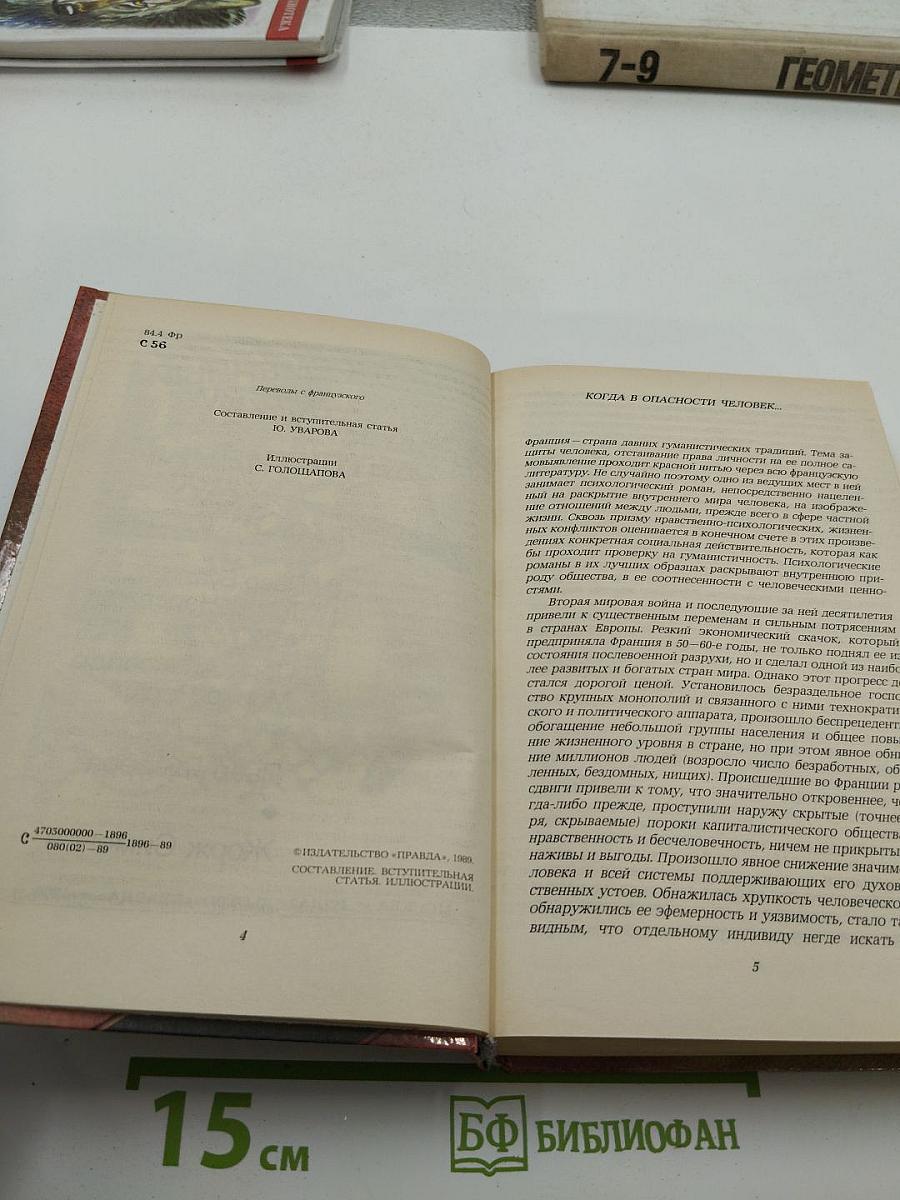 БЛИОТЕКА
7-9
ГЕОМЕТ
84.4 Фр
С 56
Переводы с французского
Составление и вступительная статья
Ю. УВАРОВА
Иллюстрации
С. ГОЛОЩАПОВА
С 4703000000—1896 1896—89
080(02)—89
©ИЗДАТЕЛЬСТВО «ПРАВДА», 1989.
СОСТАВЛЕНИЕ. ВСТУПИТЕЛЬНАЯ
СТАТЬЯ. ИЛЛЮСТРАЦИИ.
4
КОГДА В ОПАСНОСТИ ЧЕЛОВЕК...
Франция — страна давних гуманистических традиций. Тема за-
щиты человека, отстаивание права личности на ее полное са-
мовыявление проходит красной нитью через всю французскую
литературу. Не случайно поэтому одно из ведущих мест в ней
занимает психологический роман, непосредственно нацелен-
ный на раскрытие внутреннего мира человека, на изображе-
ние отношений между людьми, прежде всего в сфере частной
жизни. Сквозь призму нравственно-психологических, жизнен-
ных конфликтов оценивается в конечном счете в этих произве-
дениях конкретная социальная действительность, которая как
бы проходит проверку на гуманистичность. Психологические
романы в их лучших образцах раскрывают внутреннюю при-
роду общества, в ее соотнесенности с человеческими ценно-
стями.
Вторая мировая война и последующие за ней десятилетия
привели к существенным переменам и сильным потрясениям
в странах Европы. Резкий экономический скачок, который
предприняла Франция в 50—60-е годы, не только поднял ее из
состояния послевоенной разрухи, но и сделал одной из наибо
лее развитых и богатых стран мира. Однако этот прогресс до
стался дорогой ценой. Установилось безраздельное госпо
ство крупных монополий и связанного с ними технократи
ского и политического аппарата, произошло беспрецедент
обогащение небольшой группы населения и общее повы
ние жизненного уровня в стране, но при этом явное обни
ние миллионов людей (возросло число безработных, об
ленных, бездомных, нищих). Происшедшие во Франции р
сдвиги привели к тому, что значительно откровеннее, че
гда-либо прежде, проступили наружу скрытые (точнее
ря, скрываемые) пороки капиталистического общества
нравственность и бесчеловечность, ничем не прикрыты
наживы и выгоды. Произошло явное снижение значим
ловека и всей системы поддерживающих его духов
ственных устоев. Обнажилась хрупкость человеческо
обнаружились ее эфемерность и уязвимость, стало та
видным, что отдельному индивиду негде искать
5
15 см
БФ БИБЛИОФАН